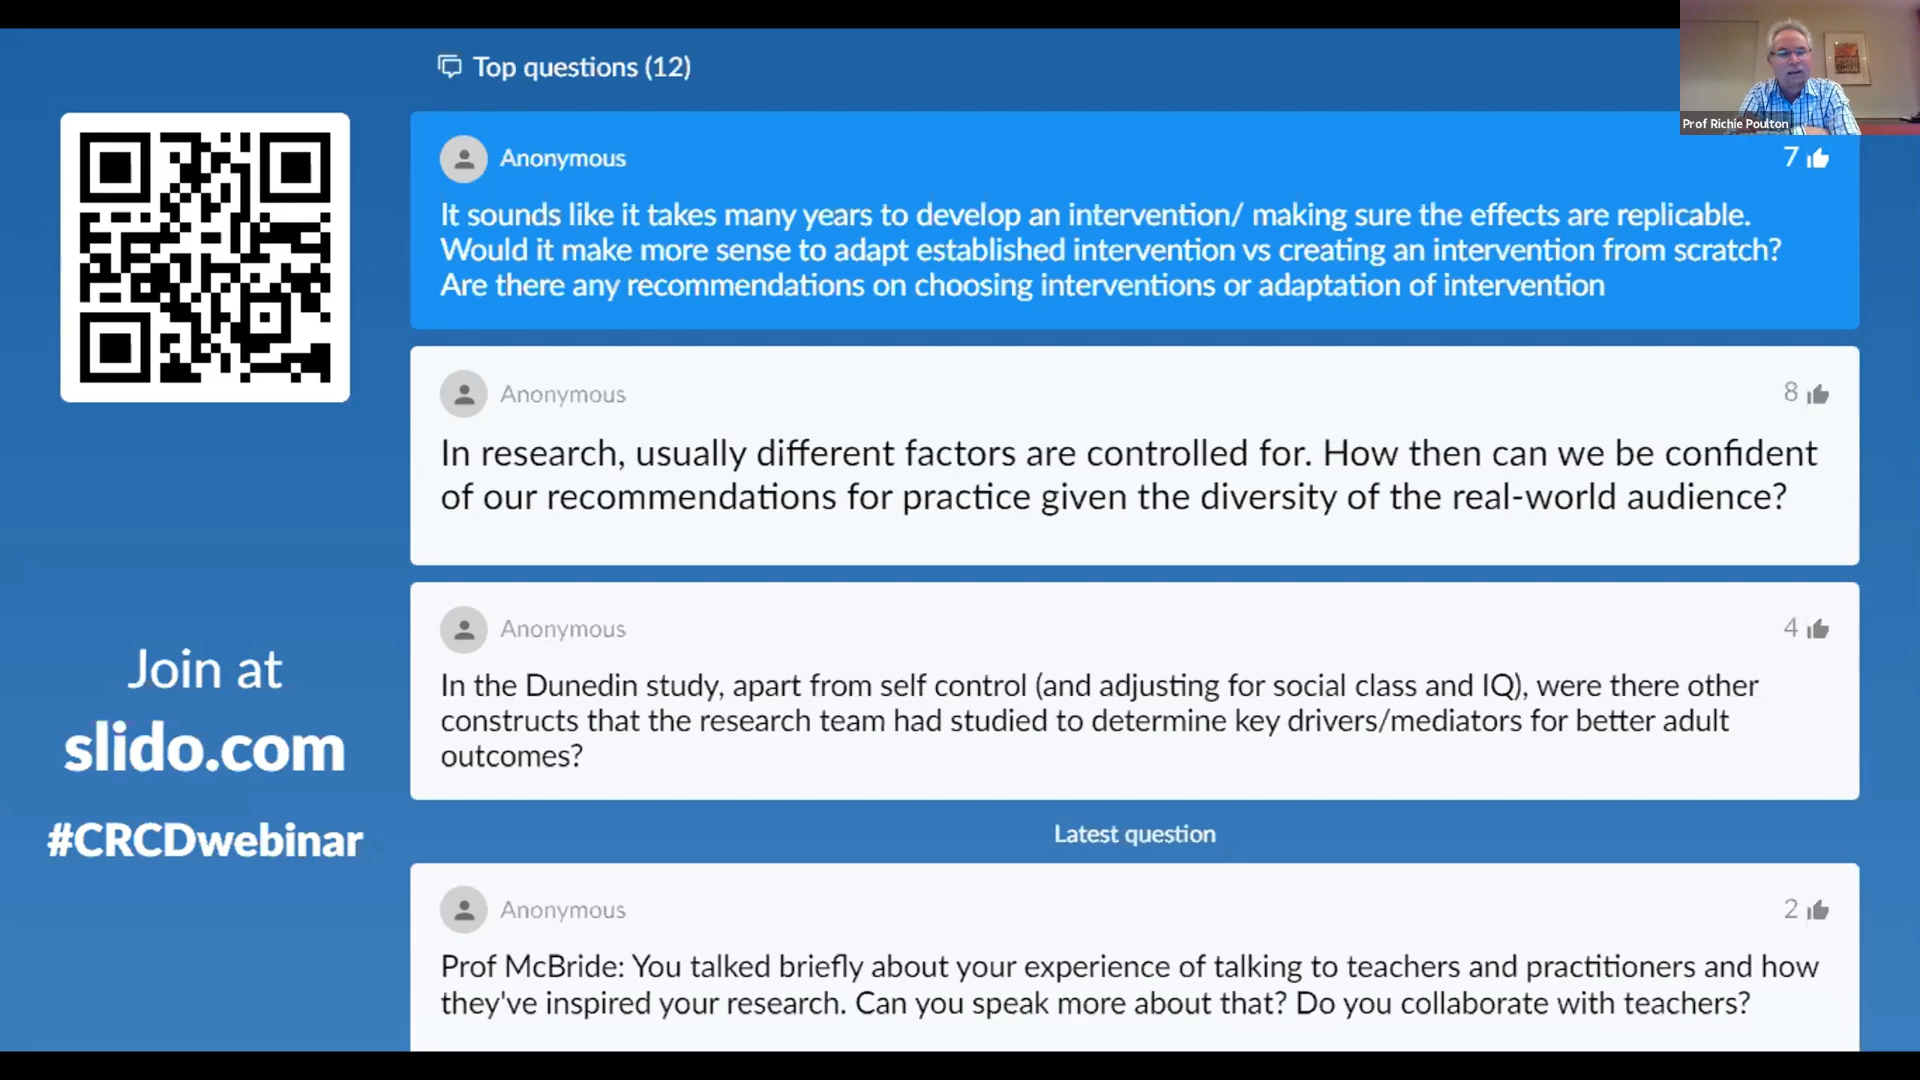 Top questions (12)
Prof Richie Poulton
Anonymous
7
It sounds like it takes many years to develop an intervention/ making sure the effects are replicable.
Would it make more sense to adapt established intervention vs creating an intervention from scratch?
Are there any recommendations on choosing interventions or adaptation of intervention
Anonymous
8
In research, usually different factors are controlled for. How then can we be confident
of our recommendations for practice given the diversity of the real-world audience?
Anonymous
4
In the Dunedin study, apart from self control (and adjusting for social class and IQ), were there other
constructs that the research team had studied to determine key drivers/mediators for better adult
outcomes?
Join at
slido.com
#CRCDwebinar
Latest question
Anonymous
2
Prof McBride: You talked briefly about your experience of talking to teachers and practitioners and how
they've inspired your research. Can you speak more about that? Do you collaborate with teachers?